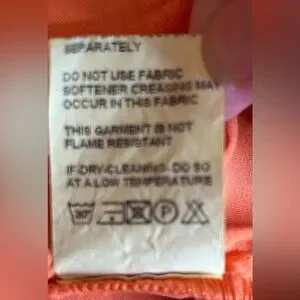 SEPARATELY
DO NOT USE FABRIC
SOFTENER CREASING MAY
OCCUR IN THIS FABRIC
THIS GARMENT IS NOT
FLAME RESISTANT
IF DRY-CLEANING- DO SO
AT A LOW TEMPERATURE
30°
P